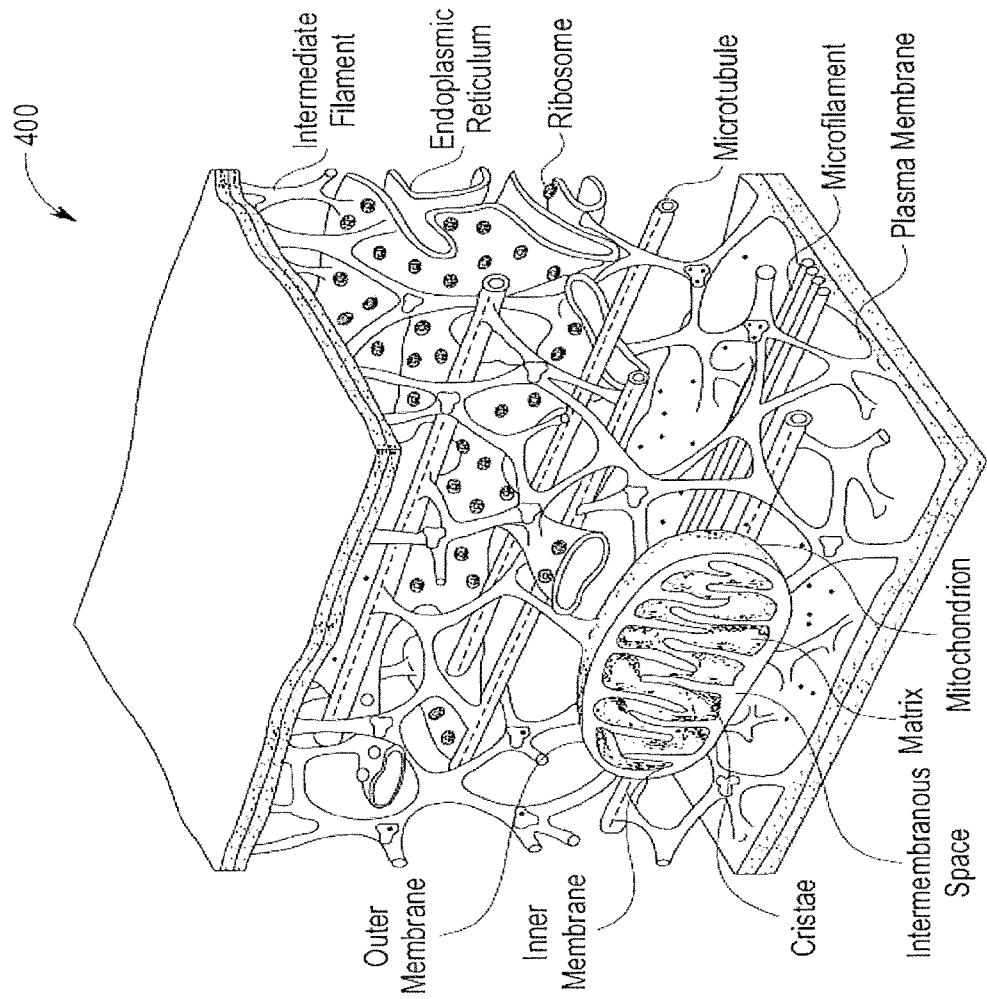 400
Intermediate
Filament
Endoplasmic
Reticulum
Ribosome
Microtubule
Microfilament
Plasma Membrane
Outer
Membrane
Inner
Membrane
Cristae
Intermembranous
Space
Matrix
Mitochondrion